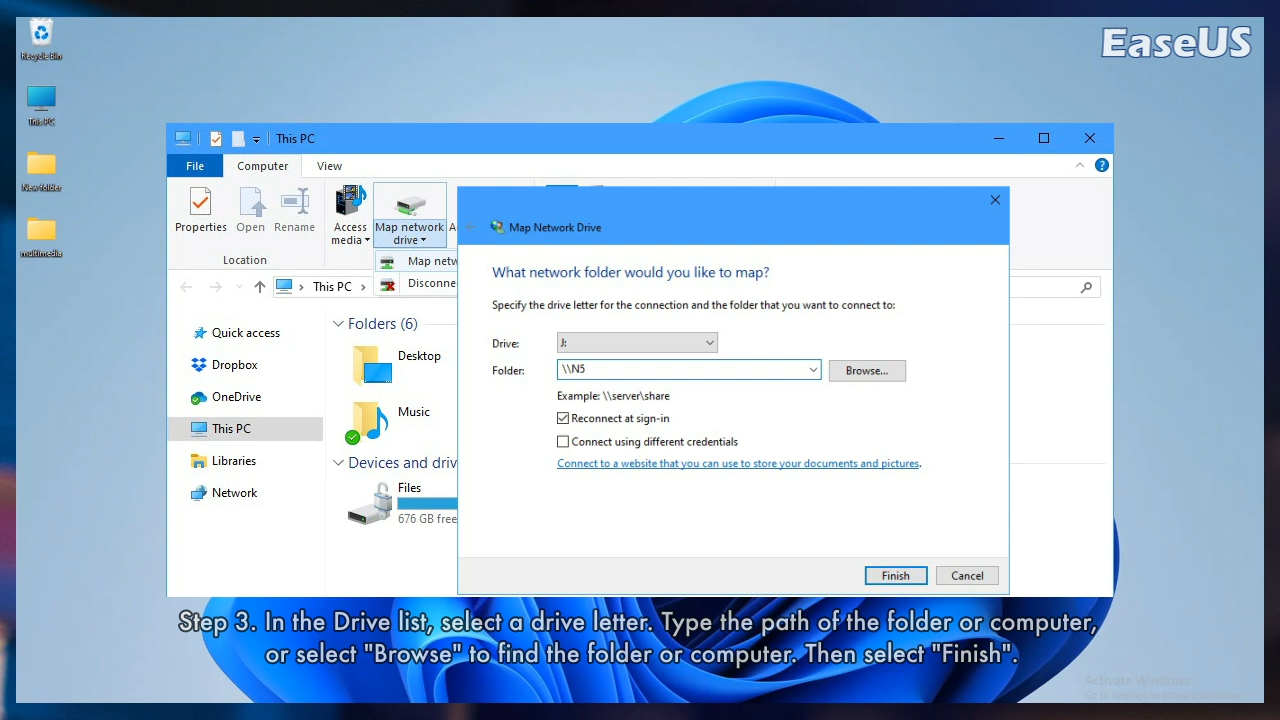 EaseUS
Recycle Bin
This PC
New folder
multimedia
This PC
File
Computer
View
Properties
Open
Rename
Access
media
Map network
drive
Location
Map netw
Disconne
This PC
Quick access
Dropbox
OneDrive
This PC
Libraries
Network
Folders (6)
Desktop
Music
Devices and driv
Files
676 GB free
Map Network Drive
What network folder would you like to map?
Specify the drive letter for the connection and the folder that you want to connect to:
Drive:
J:
Folder:
\\N5
Browse...
Example: \\server\share
Reconnect at sign-in
Connect using different credentials
Connect to a website that you can use to store your documents and pictures.
Finish
Cancel
Step 3. In the Drive list, select a drive letter. Type the path of the folder or computer,
or select "Browse" to find the folder or computer. Then select "Finish".
Activate Windows